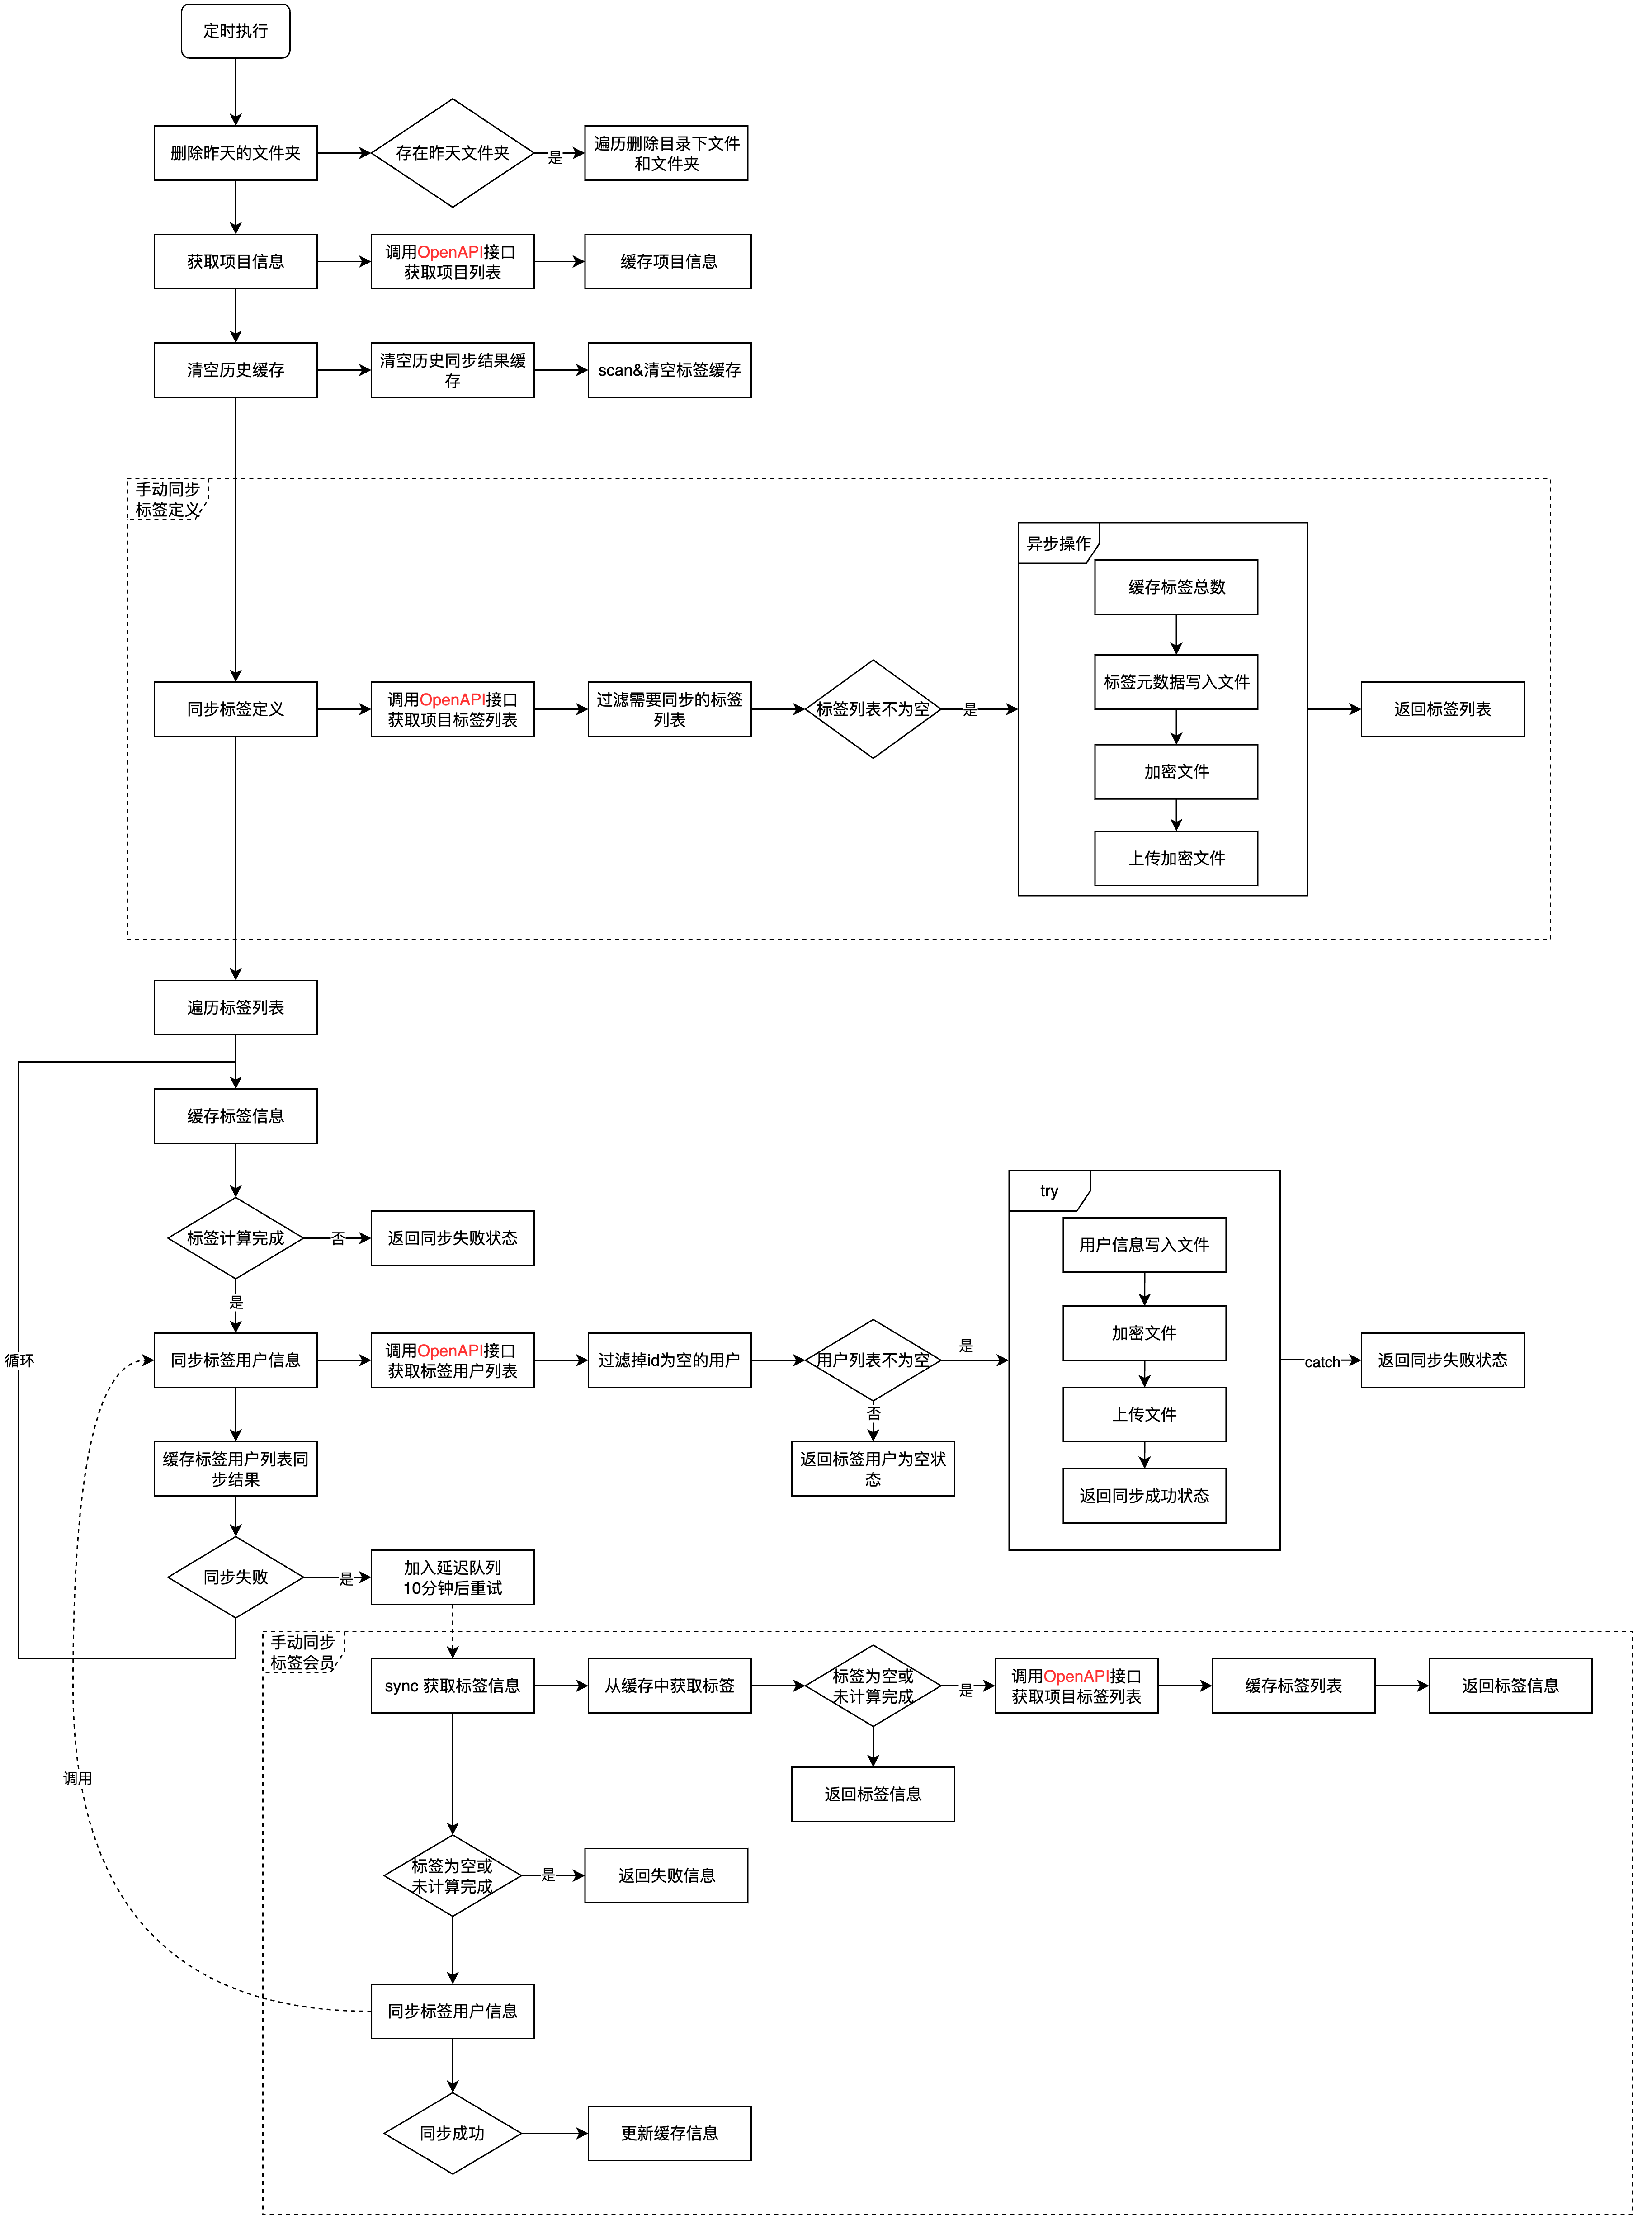 定时执行
删除昨天的文件夹
存在昨天文件夹
是
遍历删除目录下文件
和文件夹
获取项目信息
调用OpenAPI接口
获取项目列表
缓存项目信息
清空历史缓存
清空历史同步结果缓
存
scan&清空标签缓存
手动同步
标签定义
异步操作
缓存标签总数
标签元数据写入文件
加密文件
上传加密文件
同步标签定义
调用OpenAPI接口
获取项目标签列表
过滤需要同步的标签
列表
标签列表不为空
是
返回标签列表
遍历标签列表
缓存标签信息
标签计算完成
否
返回同步失败状态
是
try
用户信息写入文件
加密文件
上传文件
返回同步成功状态
循环
同步标签用户信息
调用OpenAPI接口
获取标签用户列表
过滤掉id为空的用户
用户列表不为空
是
catch
返回同步失败状态
否
返回标签用户为空状
态
缓存标签用户列表同
步结果
同步失败
是
加入延迟队列
10分钟后重试
手动同步
标签会员
sync 获取标签信息
从缓存中获取标签
标签为空或
未计算完成
是
调用OpenAPI接口
获取项目标签列表
缓存标签列表
返回标签信息
返回标签信息
调用
标签为空或
未计算完成
是
返回失败信息
同步标签用户信息
同步成功
更新缓存信息